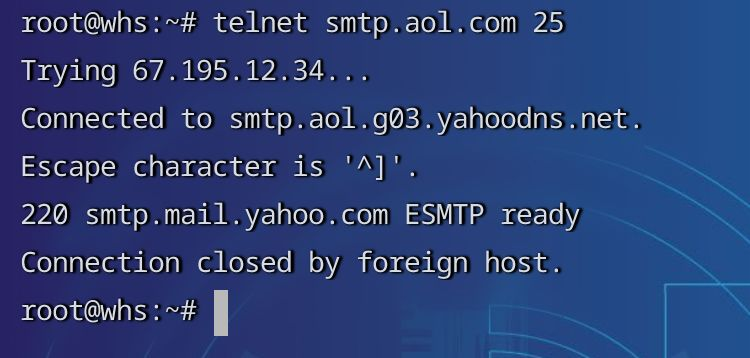 root@whs:~# telnet smtp.aol.com 25
Trying 67.195.12.34...
Connected to smtp.aol.g03.yahoodns.net.
Escape character is '^]'.
220 smtp.mail.yahoo.com ESMTP ready
Connection closed by foreign host.
root@whs:~#